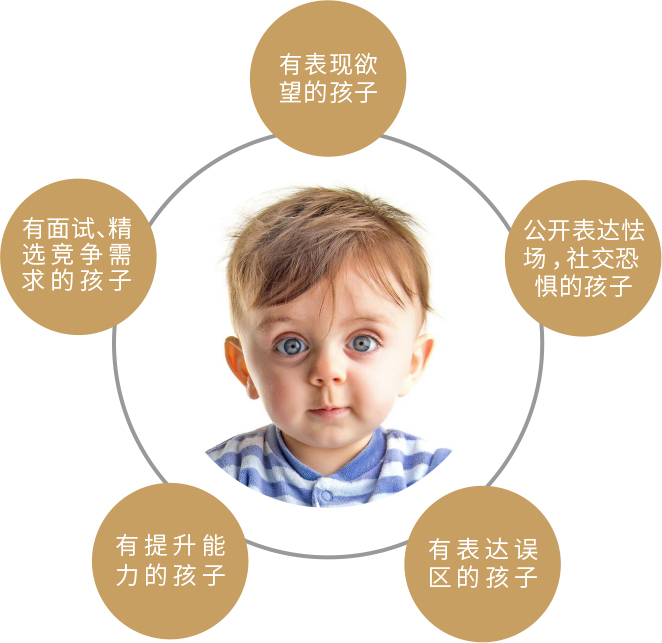 有表现欲
望的孩子
有面试、精
选竞争需
求的孩子
公开表达怯
场，社交恐
惧的孩子
有提升能
力的孩子
有表达误
区的孩子